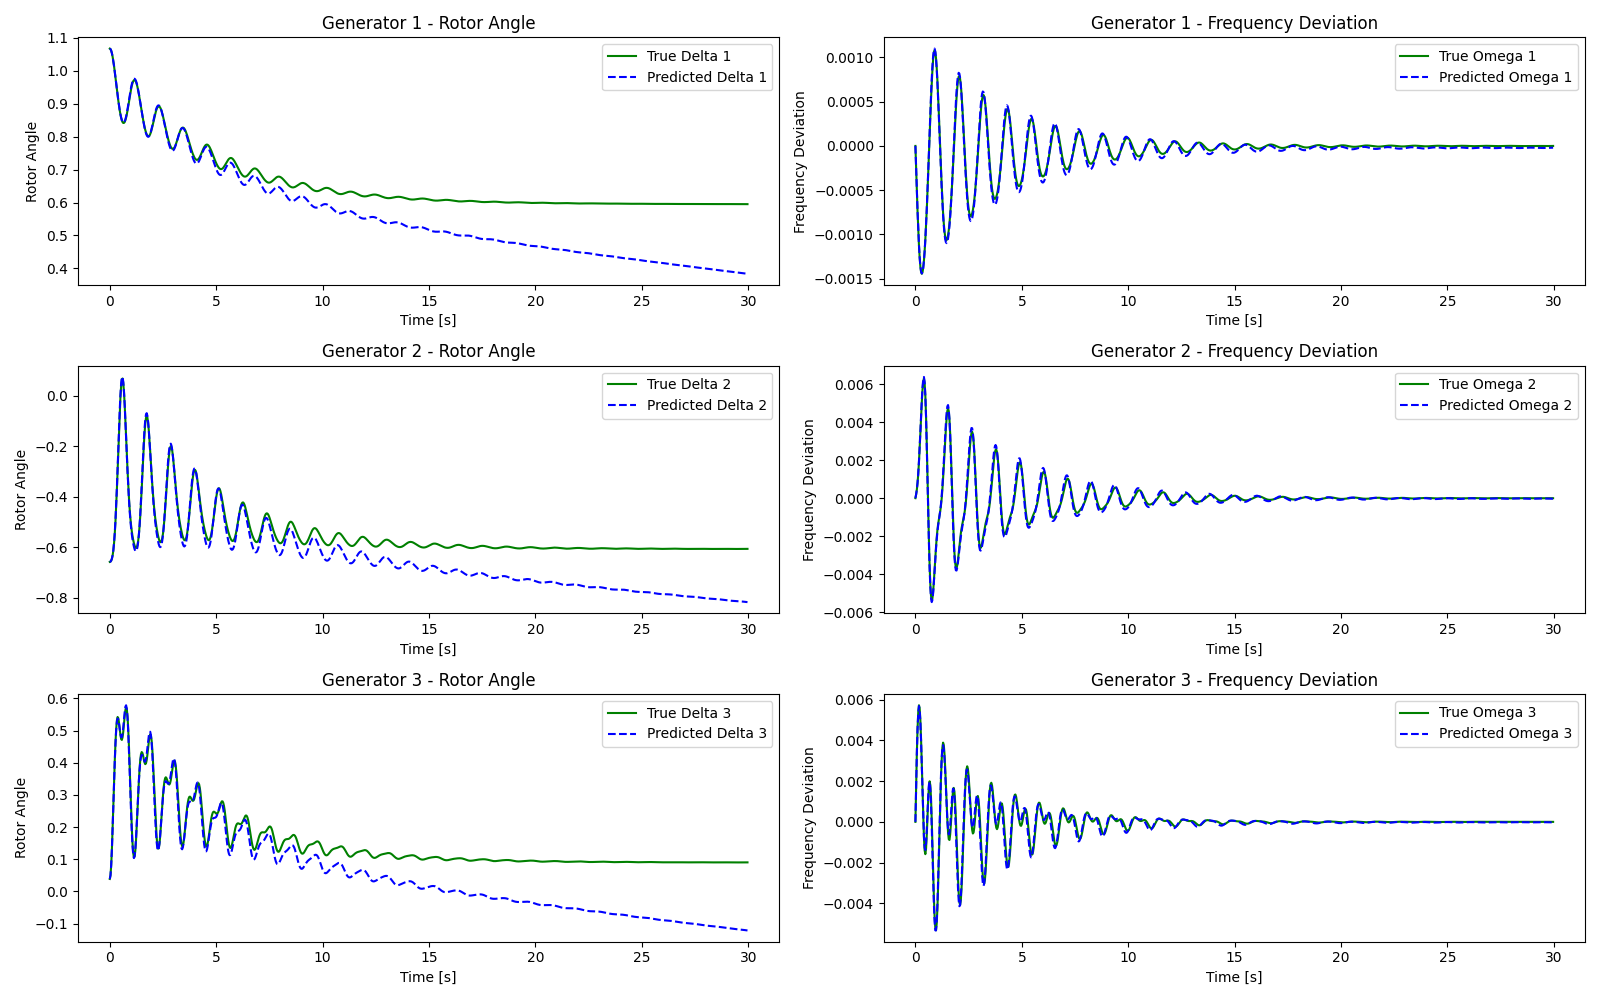 Generator 1 - Rotor Angle
1.1
1.0
0.9
0.8
0.7
0.6
0.5
0.4
Rotor Angle
True Delta 1
Predicted Delta 1
0
5
10
15
20
25
30
Time [s]
Generator 1 - Frequency Deviation
0.0010
0.0005
0.0000
−0.0005
−0.0010
−0.0015
Frequency Deviation
True Omega 1
Predicted Omega 1
0
5
10
15
20
25
30
Time [s]
Generator 2 - Rotor Angle
0.0
−0.2
−0.4
−0.6
−0.8
Rotor Angle
True Delta 2
Predicted Delta 2
0
5
10
15
20
25
30
Time [s]
Generator 2 - Frequency Deviation
0.006
0.004
0.002
0.000
−0.002
−0.004
−0.006
Frequency Deviation
True Omega 2
Predicted Omega 2
0
5
10
15
20
25
30
Time [s]
Generator 3 - Rotor Angle
0.6
0.5
0.4
0.3
0.2
0.1
0.0
−0.1
Rotor Angle
True Delta 3
Predicted Delta 3
0
5
10
15
20
25
30
Time [s]
Generator 3 - Frequency Deviation
0.006
0.004
0.002
0.000
−0.002
−0.004
Frequency Deviation
True Omega 3
Predicted Omega 3
0
5
10
15
20
25
30
Time [s]